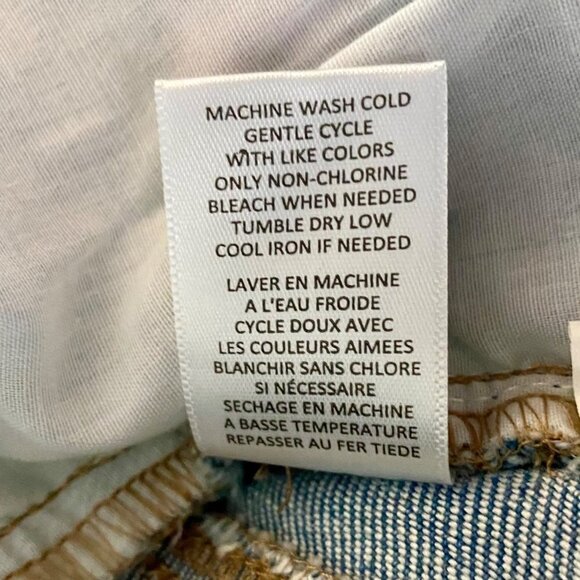 MACHINE WASH COLD
GENTLE CYCLE
WITH LIKE COLORS
ONLY NON-CHLORINE
BLEACH WHEN NEEDED
TUMBLE DRY LOW
COOL IRON IF NEEDED
LAVER EN MACHINE
A L'EAU FROIDE
CYCLE DOUX AVEC
LES COULEURS AIMEES
BLANCHIR SANS CHLORE
SI NÉCESSAIRE
SECHAGE EN MACHINE
A BASSE TEMPERATURE
REPASSER AU FER TIEDE